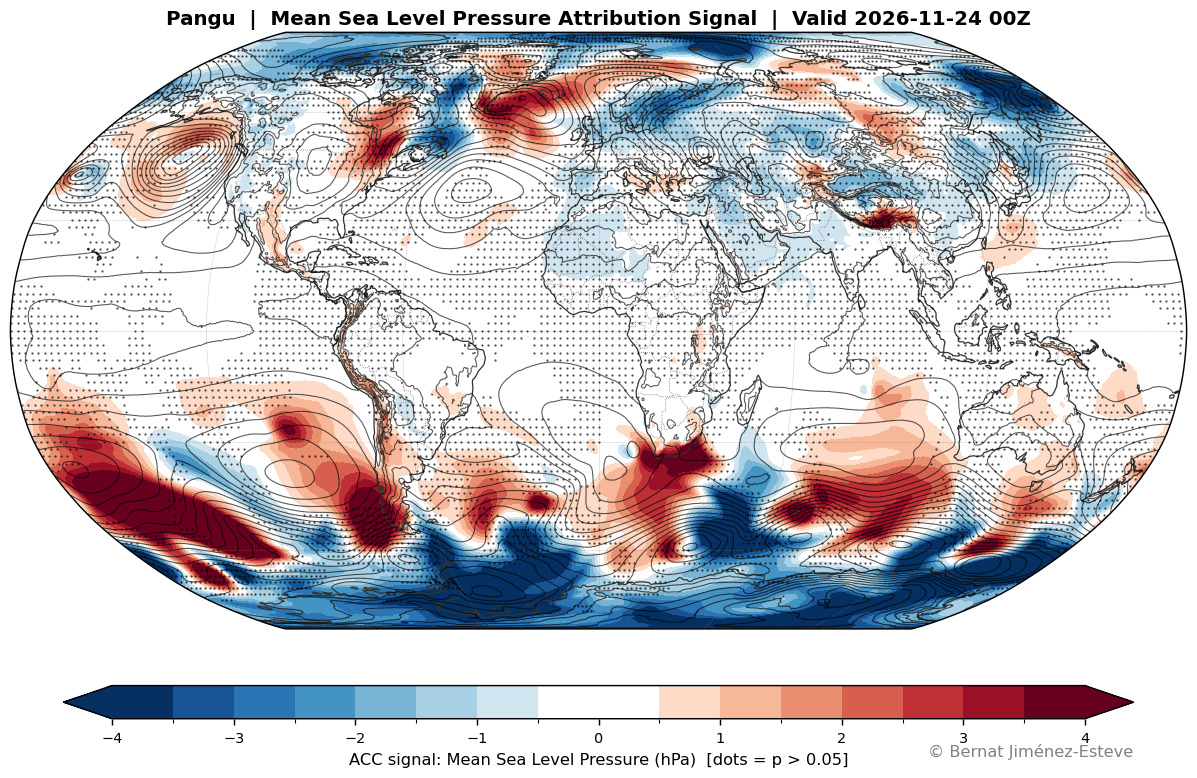 Pangu | Mean Sea Level Pressure Attribution Signal | Valid 2026-11-24 00Z
−4 −3 −2 −1 0 1 2 3 4
ACC signal: Mean Sea Level Pressure (hPa) [dots = p > 0.05]
© Bernat Jiménez-Esteve